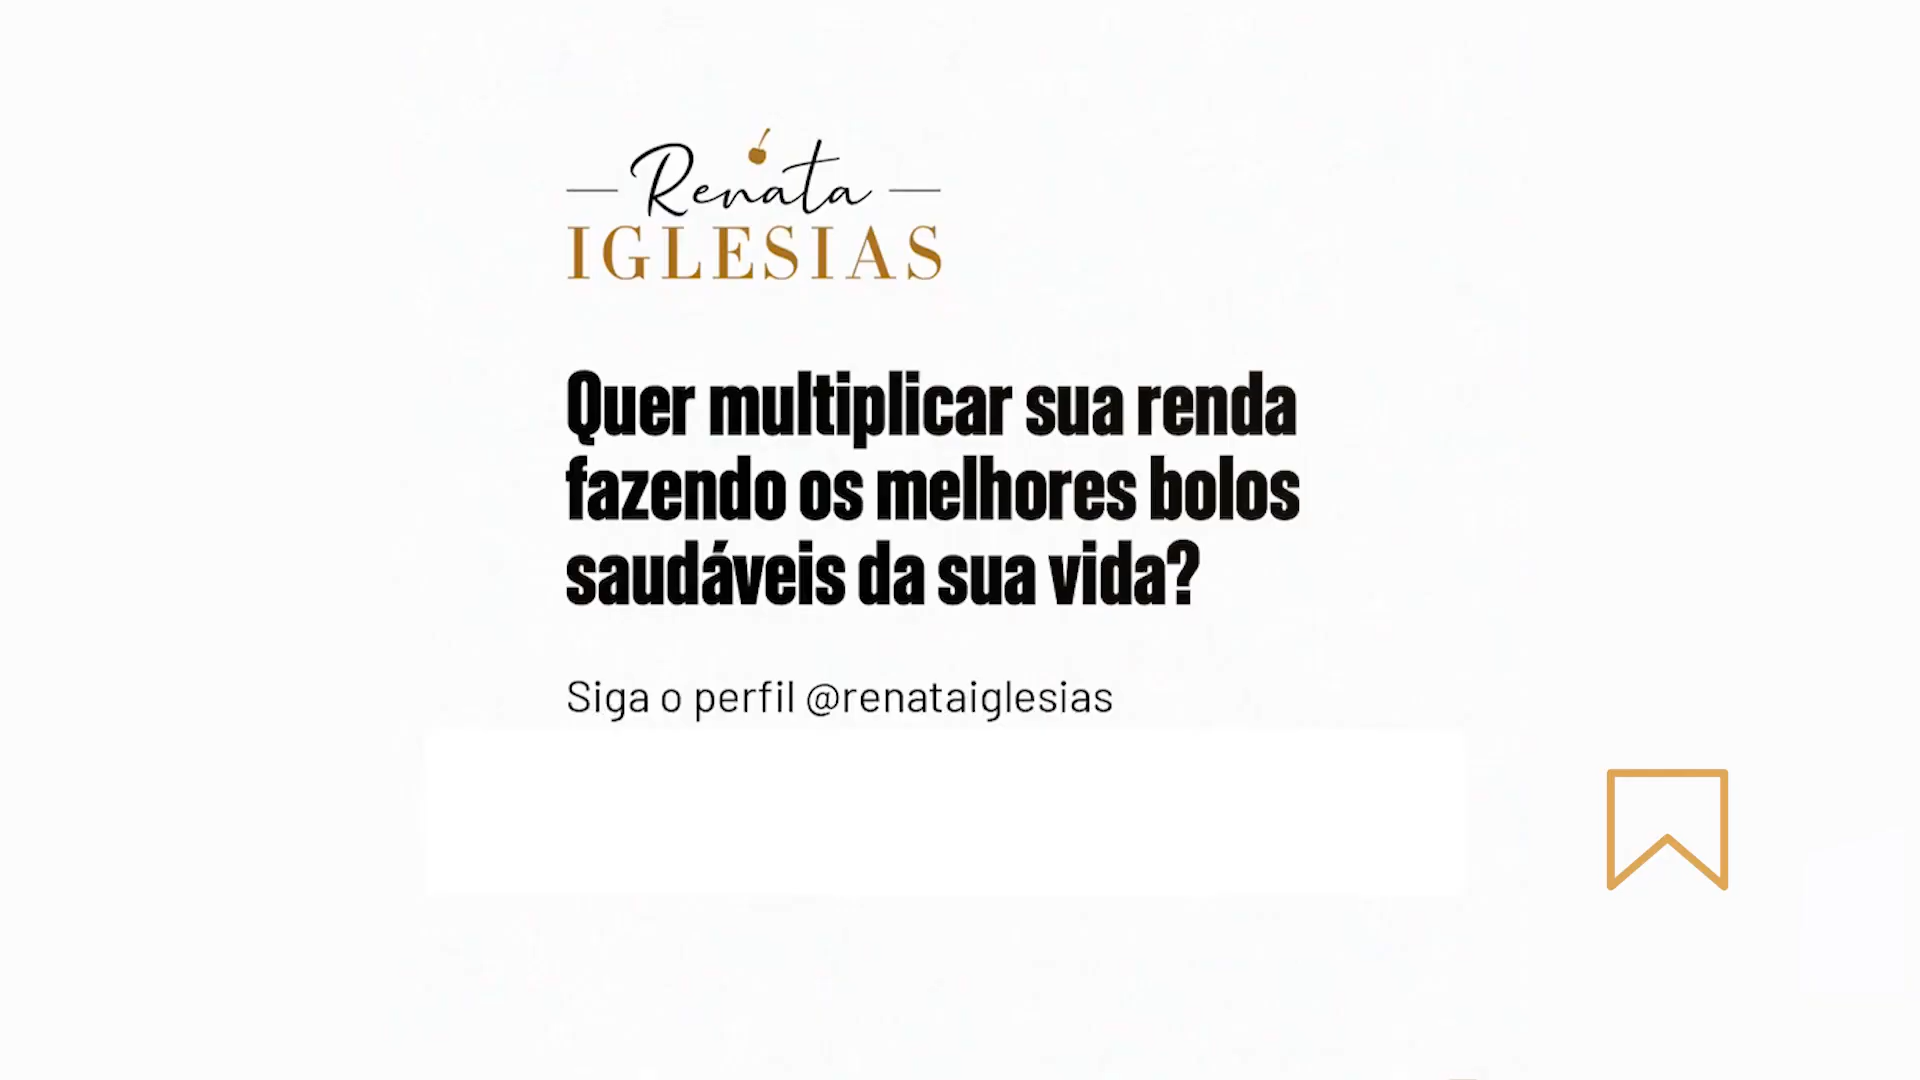 Renata
IGLESIAS
Quer multiplicar sua renda
fazendo os melhores bolos
saudáveis da sua vida?
Siga o perfil @renataiglesias